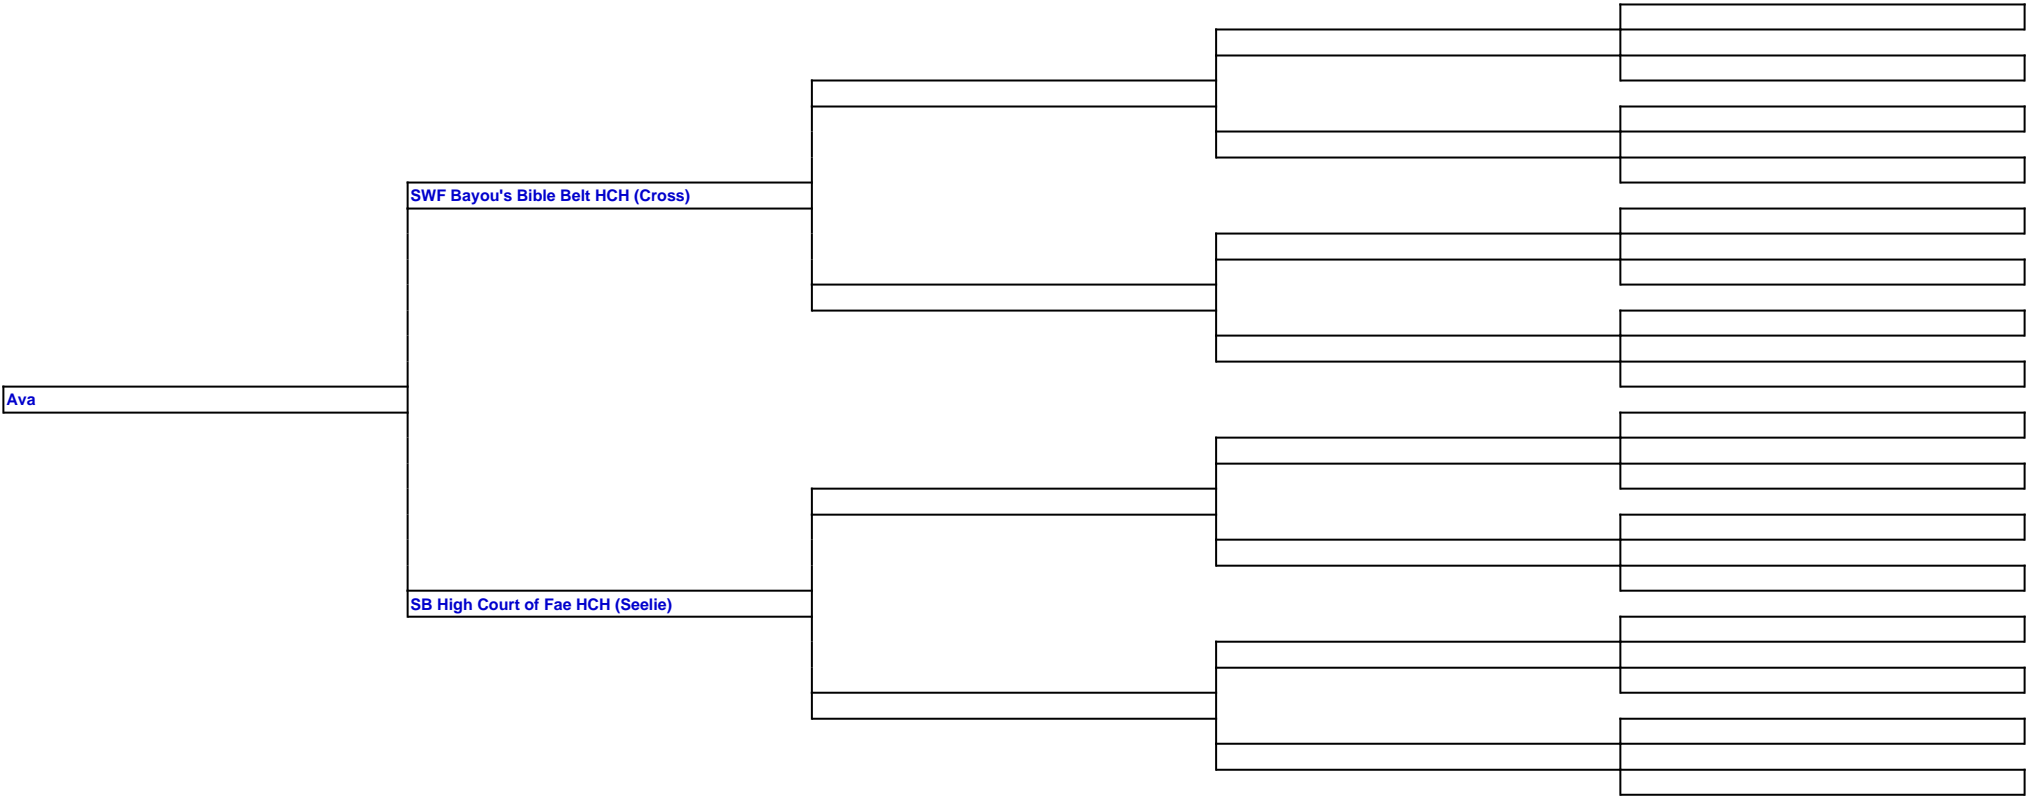 SWF Bayou's Bible Belt HCH (Cross)
Ava
SB High Court of Fae HCH (Seelie)